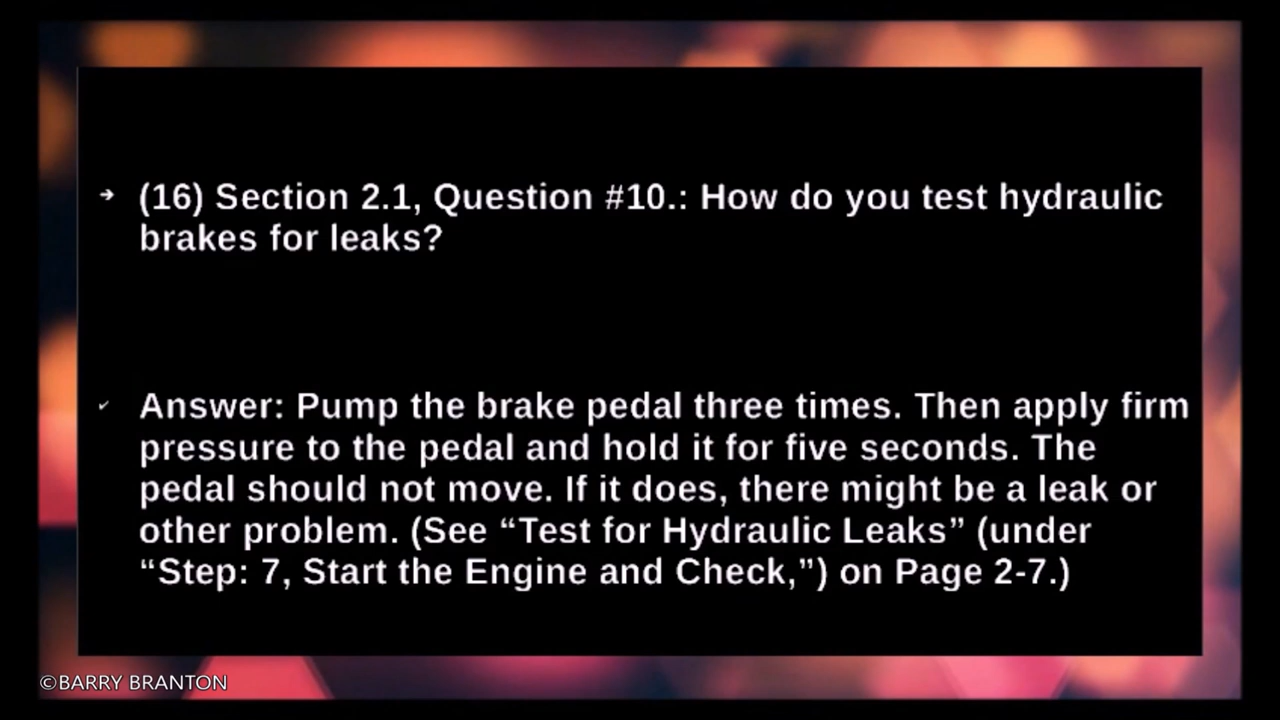 ➔ (16) Section 2.1, Question #10.: How do you test hydraulic
brakes for leaks?
✔ Answer: Pump the brake pedal three times. Then apply firm
pressure to the pedal and hold it for five seconds. The
pedal should not move. If it does, there might be a leak or
other problem. (See “Test for Hydraulic Leaks” (under
“Step: 7, Start the Engine and Check,”) on Page 2-7.)
©BARRY BRANTON